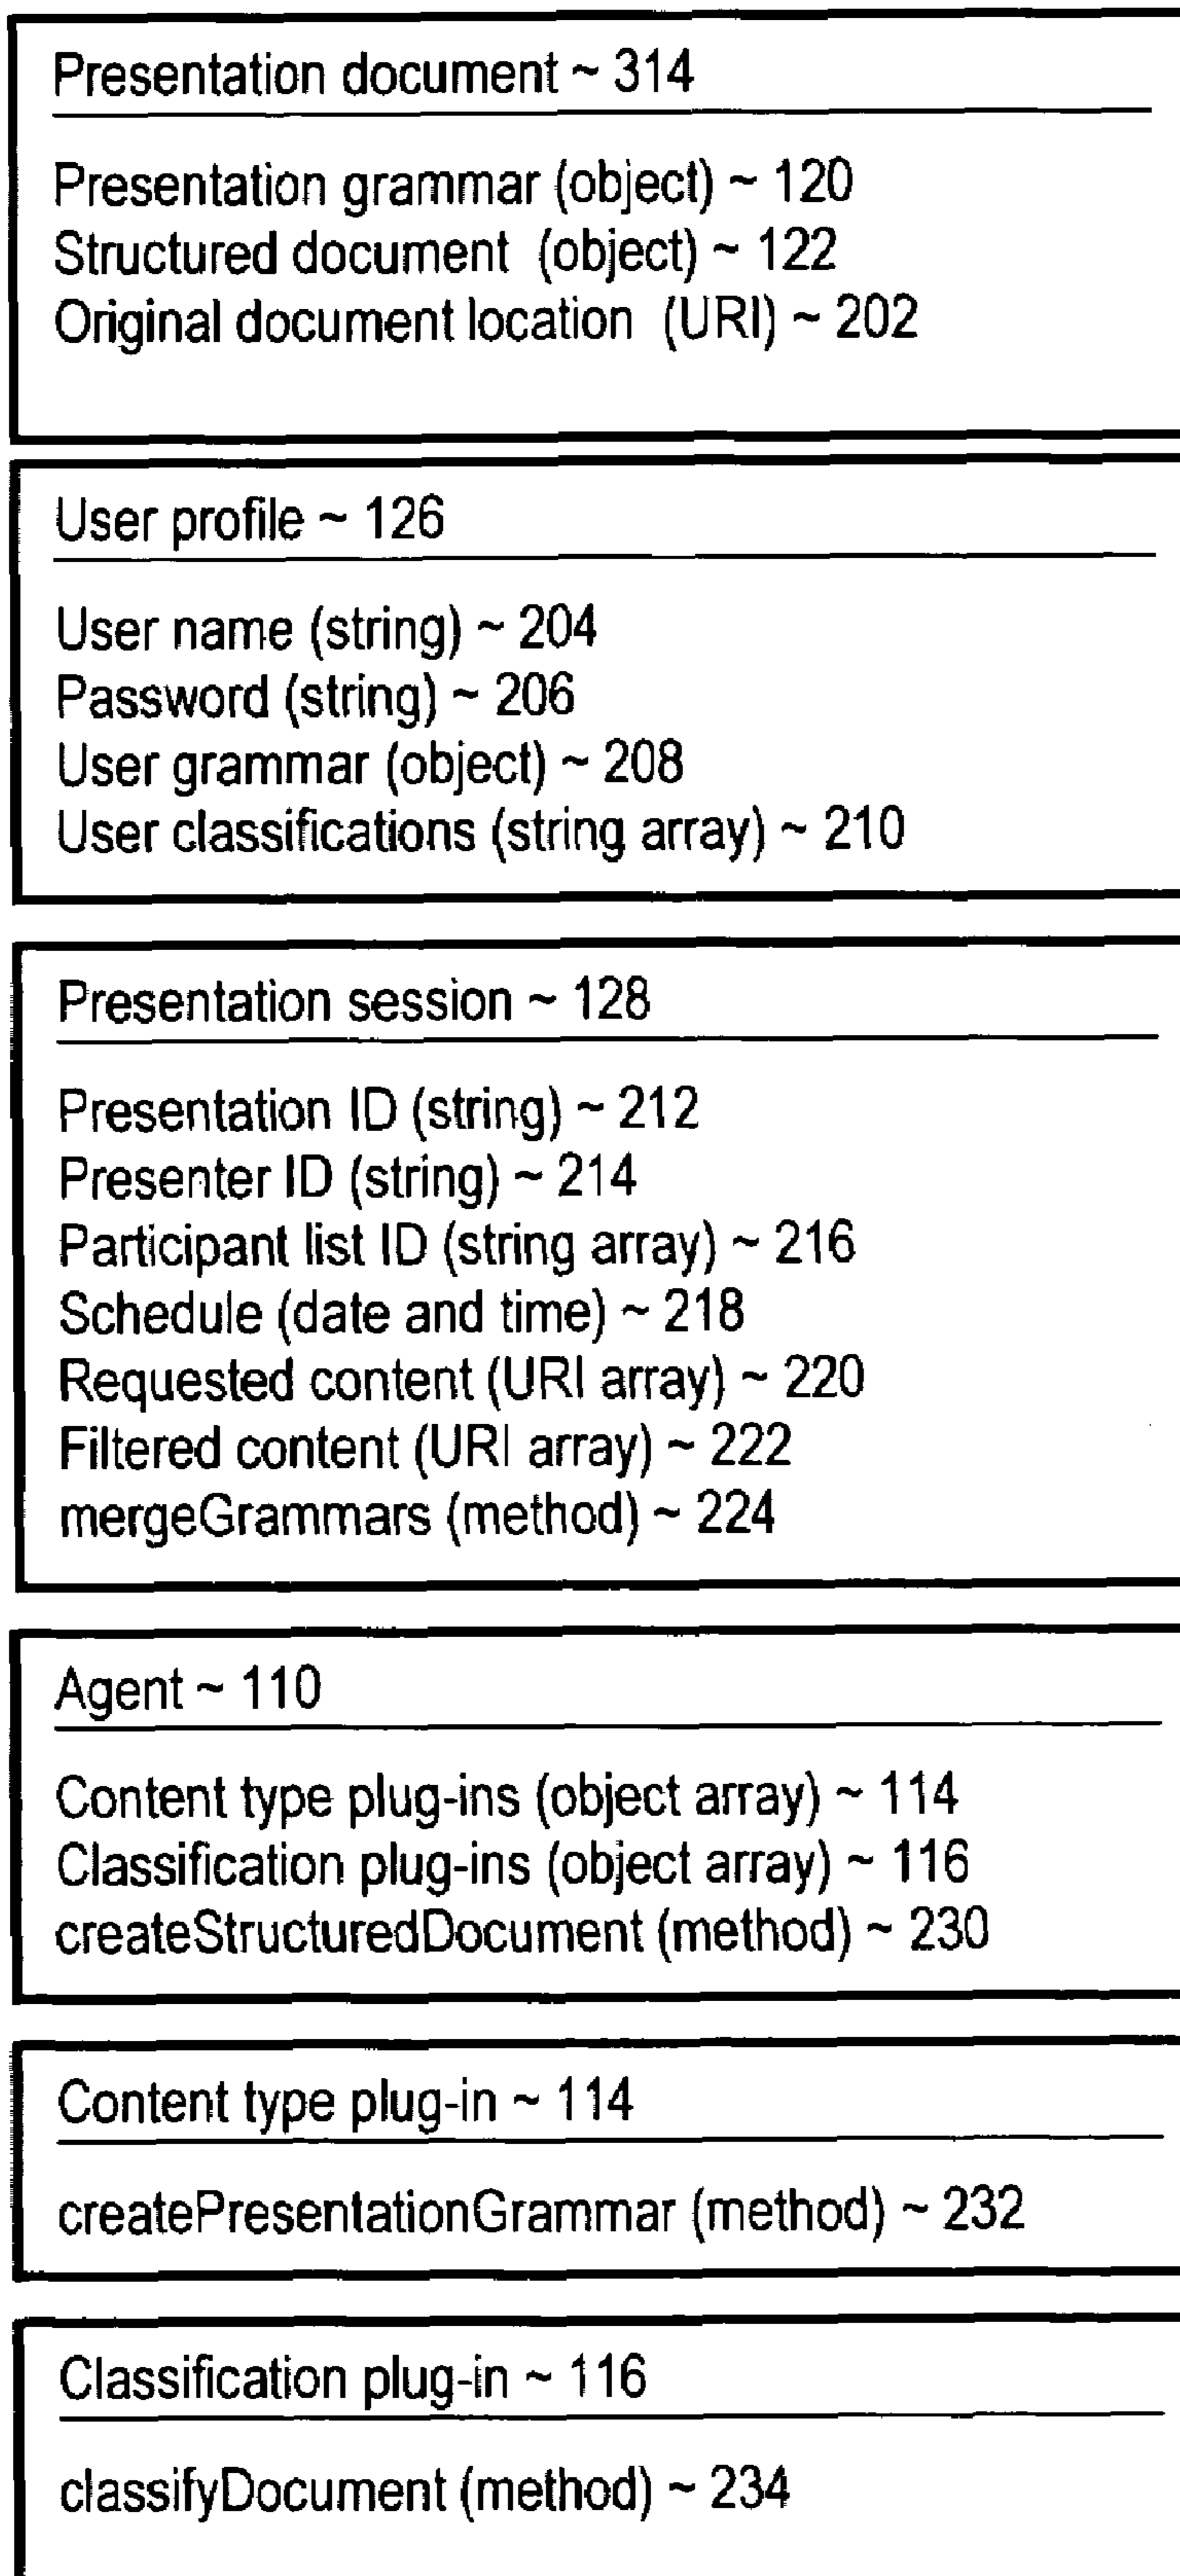 Presentation document ~ 314
Presentation grammar (object) ~ 120
Structured document (object) ~ 122
Original document location (URI) ~ 202
User profile ~ 126
User name (string) ~ 204
Password (string) ~ 206
User grammar (object) ~ 208
User classifications (string array) ~ 210
Presentation session ~ 128
Presentation ID (string) ~ 212
Presenter ID (string) ~ 214
Participant list ID (string array) ~ 216
Schedule (date and time) ~ 218
Requested content (URI array) ~ 220
Filtered content (URI array) ~ 222
mergeGrammars (method) ~ 224
Agent ~ 110
Content type plug-ins (object array) ~ 114
Classification plug-ins (object array) ~ 116
createStructuredDocument (method) ~ 230
Content type plug-in ~ 114
createPresentationGrammar (method) ~ 232
Classification plug-in ~ 116
classifyDocument (method) ~ 234